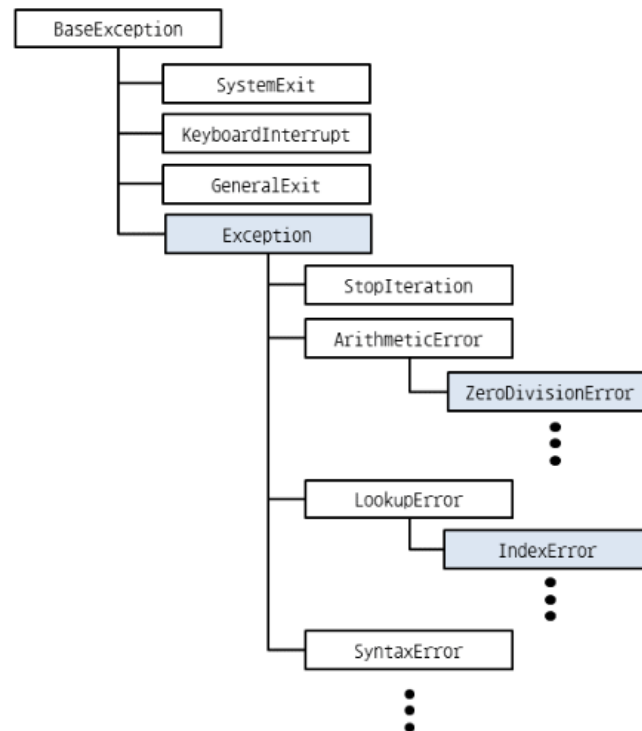 BaseException
SystemExit
KeyboardInterrupt
GeneralExit
Exception
StopIteration
ArithmeticError
ZeroDivisionError
LookupError
IndexError
SyntaxError